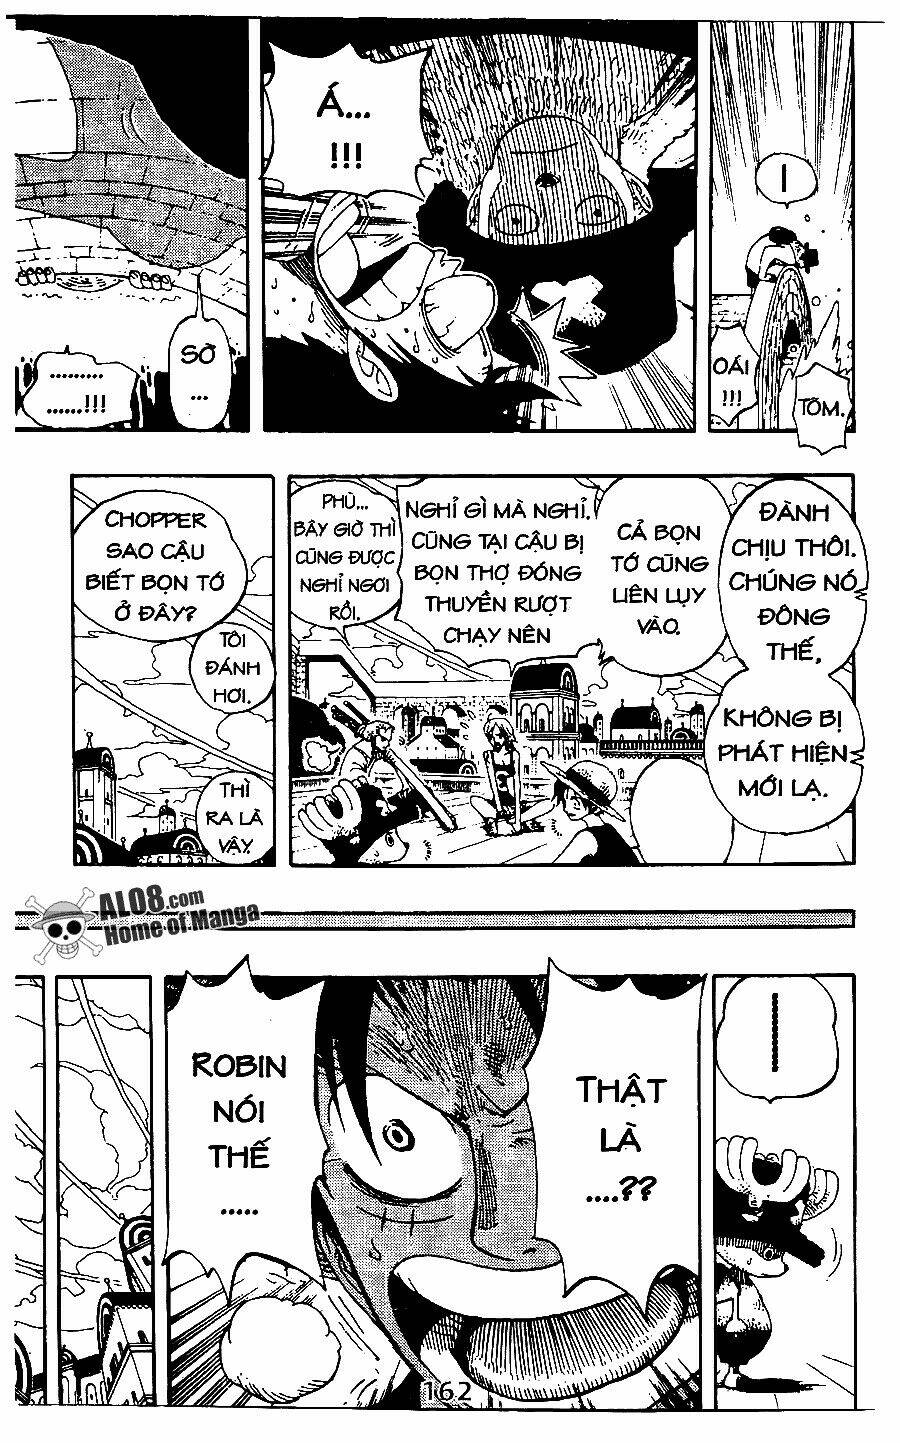 OÁI
!!!
TÕM.
Á...
!!!
SỜ
...
.........
......!!!
ĐÀNH
CHỊU THÔI.
CHÚNG NÓ
ĐÔNG
THẾ,
KHÔNG BỊ
PHÁT HIỆN
MỚI LẠ.
CẢ BỌN
TỚ CŨNG
LIÊN LỤY
VÀO.
NGHỈ GÌ MÀ NGHỈ.
CŨNG TẠI CẬU BỊ
BỌN THỢ ĐÓNG
THUYỀN RƯỢT
CHẠY NÊN
PHÙ...
BÂY GIỜ THÌ
CŨNG ĐƯỢC
NGHỈ NGƠI
RỒI.
CHOPPER
SAO CẬU
BIẾT BỌN TỚ
Ở ĐÂY?
TÔI
ĐÁNH
HƠI.
THÌ
RA LÀ
VẬY.
ALO8.com
Home of Manga
THẬT
LÀ
....??
ROBIN
NÓI
THẾ
.....
162